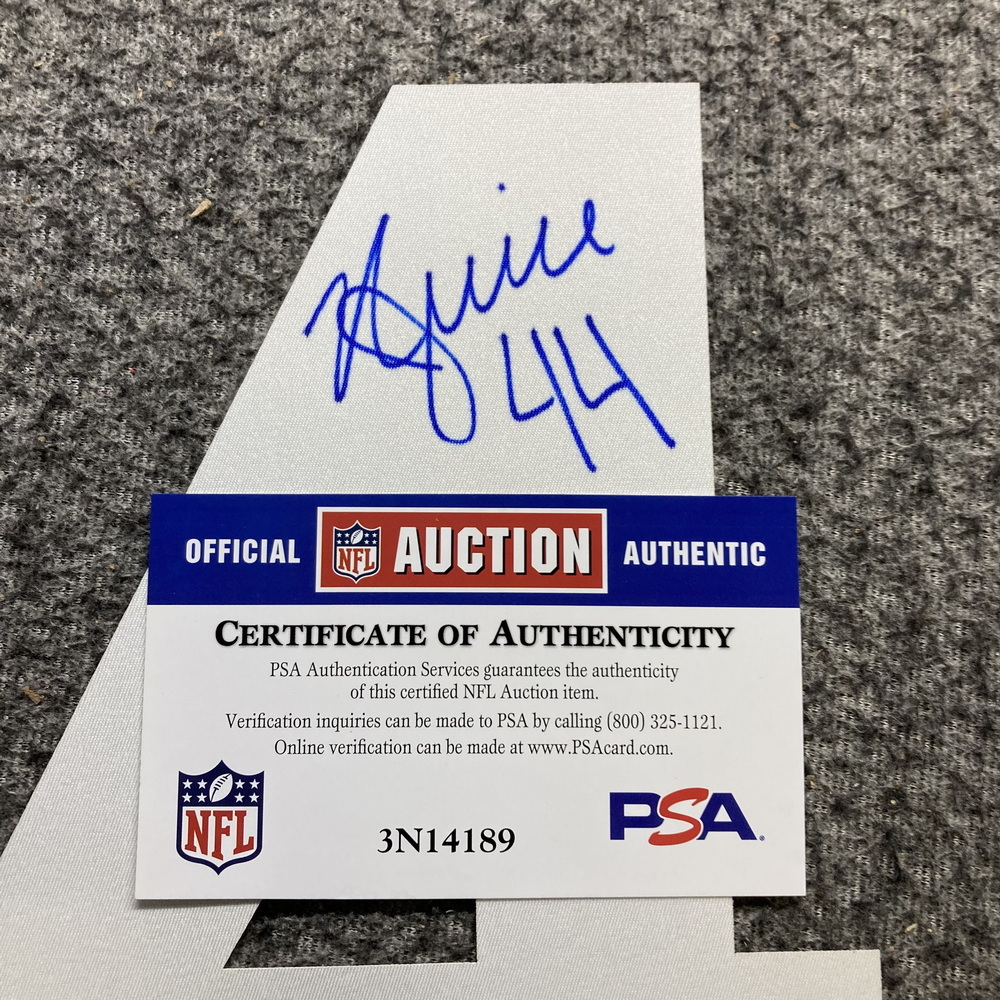 44
OFFICIAL NFL AUCTION AUTHENTIC
CERTIFICATE OF AUTHENTICITY
PSA Authentication Services guarantees the authenticity
of this certified NFL Auction item.
Verification inquiries can be made to PSA by calling (800) 325-1121.
Online verification can be made at www.PSAcard.com.
NFL
3N14189
PSA